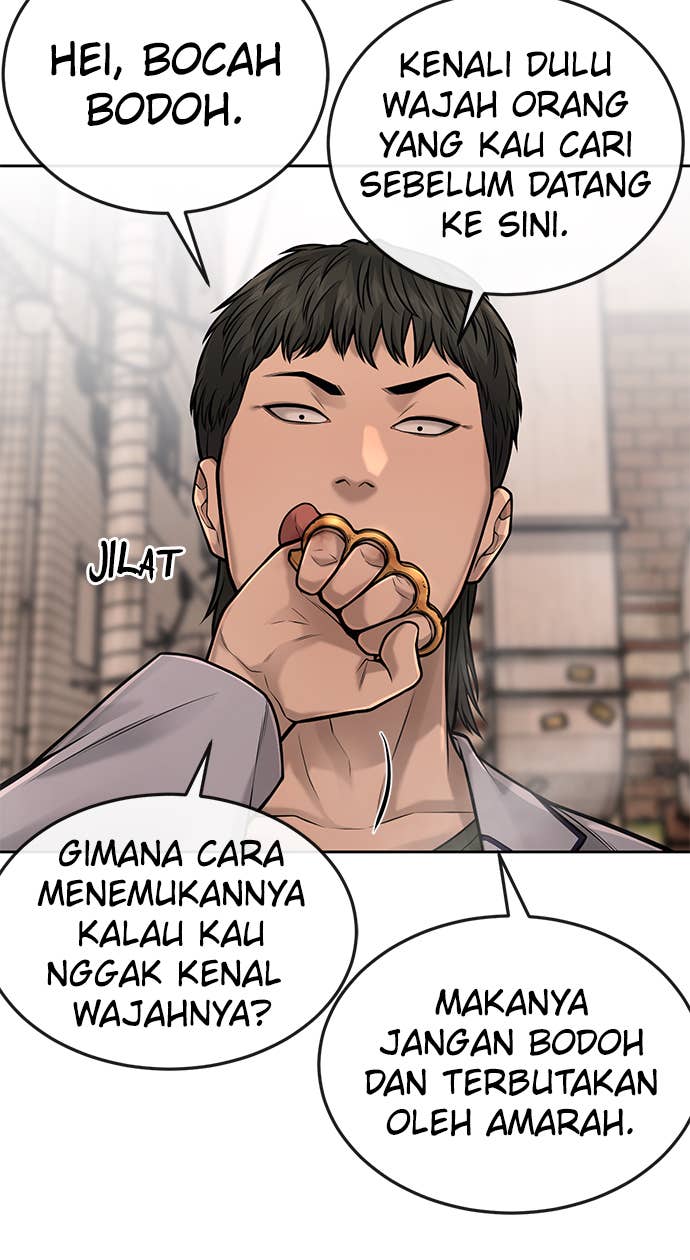 HEI, BOCAH
BODOH.
KENALI DULU
WAJAH ORANG
YANG KAU CARI
SEBELUM DATANG
KE SINI.
JILAT
GIMANA CARA
MENEMUKANNYA
KALAU KAU
NGGAK KENAL
WAJAHNYA?
MAKANYA
JANGAN BODOH
DAN TERBUTAKAN
OLEH AMARAH.